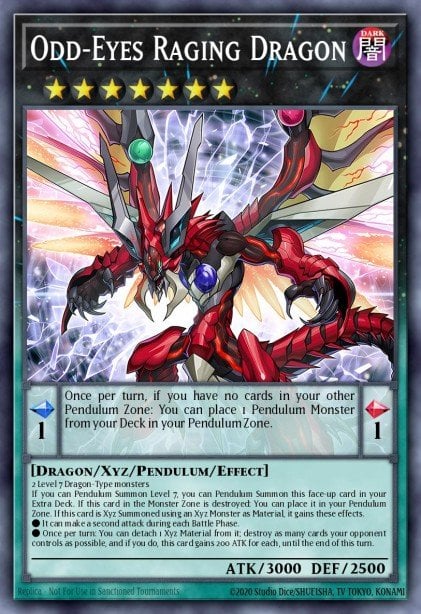 ODD-EYES RAGING DRAGON
DARK
闇
Once per turn, if you have no cards in your other
Pendulum Zone: You can place 1 Pendulum Monster
from your Deck in your Pendulum Zone.
1
1
[DRAGON/XYZ/PENDULUM/EFFECT]
2 Level 7 Dragon-Type monsters
If you can Pendulum Summon Level 7, you can Pendulum Summon this face-up card in your
Extra Deck. If this card in the Monster Zone is destroyed: You can place it in your Pendulum
Zone. If this card is Xyz Summoned using an Xyz Monster as Material, it gains these effects.
● It can make a second attack during each Battle Phase.
● Once per turn: You can detach 1 Xyz Material from it; destroy as many cards your opponent
controls as possible, and if you do, this card gains 200 ATK for each, until the end of this turn.
ATK/3000 DEF/2500
Replica - Not For Use in Sanctioned Tournaments
©2020 Studio Dice/SHUEISHA, TV TOKYO, KONAMI